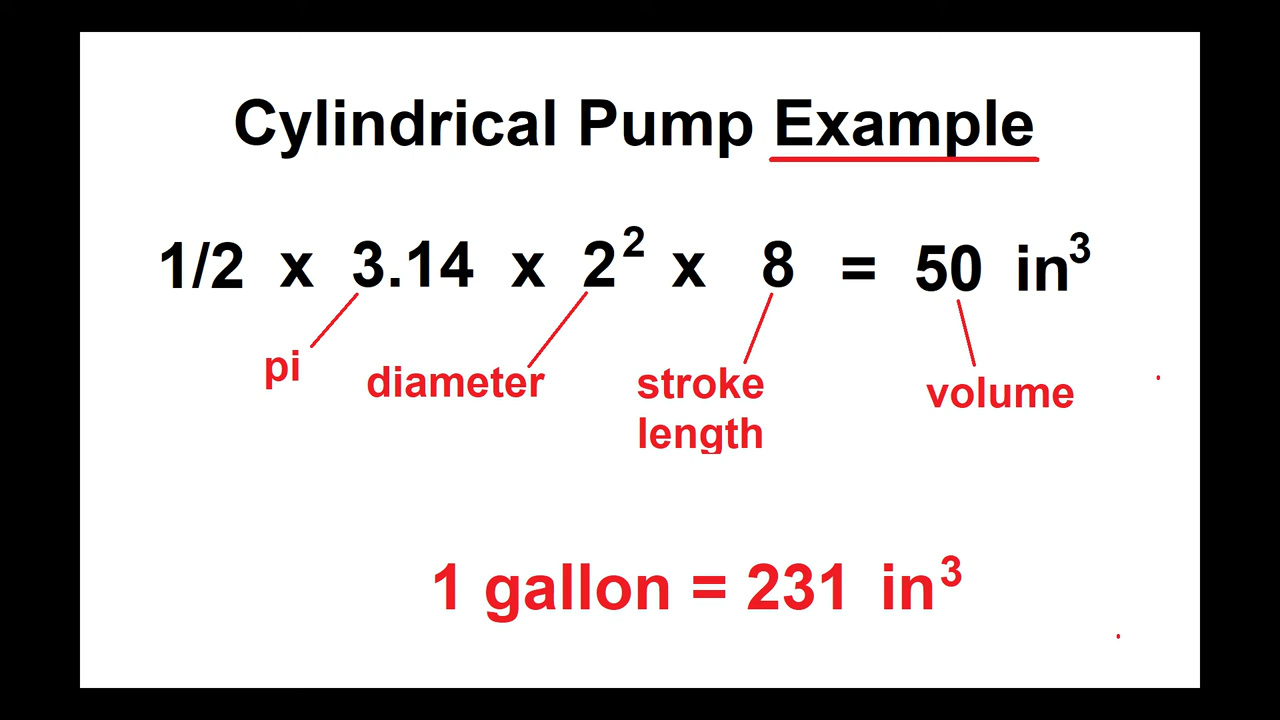 Cylindrical Pump Example
1/2 x 3.14 x 2² x 8 = 50 in³
pi
diameter
stroke
length
volume
1 gallon = 231 in³